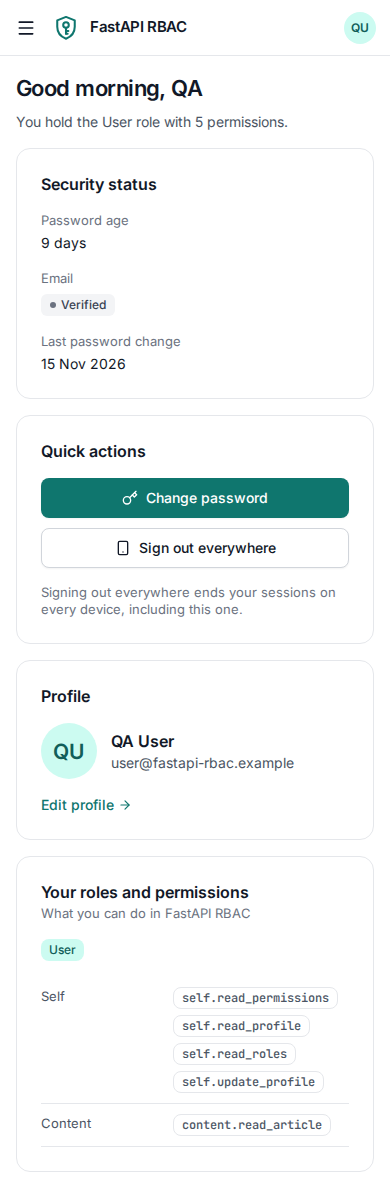 FastAPI RBAC
QU
Good morning, QA
You hold the User role with 5 permissions.
Security status
Password age
9 days
Email
Verified
Last password change
15 Nov 2026
Quick actions
Change password
Sign out everywhere
Signing out everywhere ends your sessions on
every device, including this one.
Profile
QU
QA User
user@fastapi-rbac.example
Edit profile →
Your roles and permissions
What you can do in FastAPI RBAC
User
Self
self.read_permissions
self.read_profile
self.read_roles
self.update_profile
Content
content.read_article